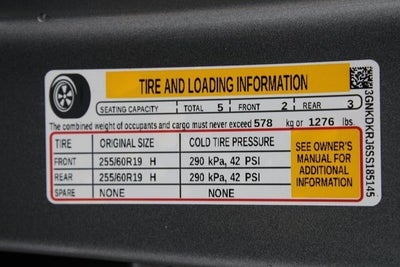 TIRE AND LOADING INFORMATION
SEATING CAPACITY TOTAL 5 FRONT 2 REAR 3
The combined weight of occupants and cargo must never exceed 578 kg or 1276 lbs
TIRE ORIGINAL SIZE COLD TIRE PRESSURE
FRONT 255/60R19 H 290 kPa, 42 PSI
REAR 255/60R19 H 290 kPa, 42 PSI
SPARE NONE NONE
SEE OWNER'S
MANUAL FOR
ADDITIONAL
INFORMATION
3GNKDKRJ6SS185145